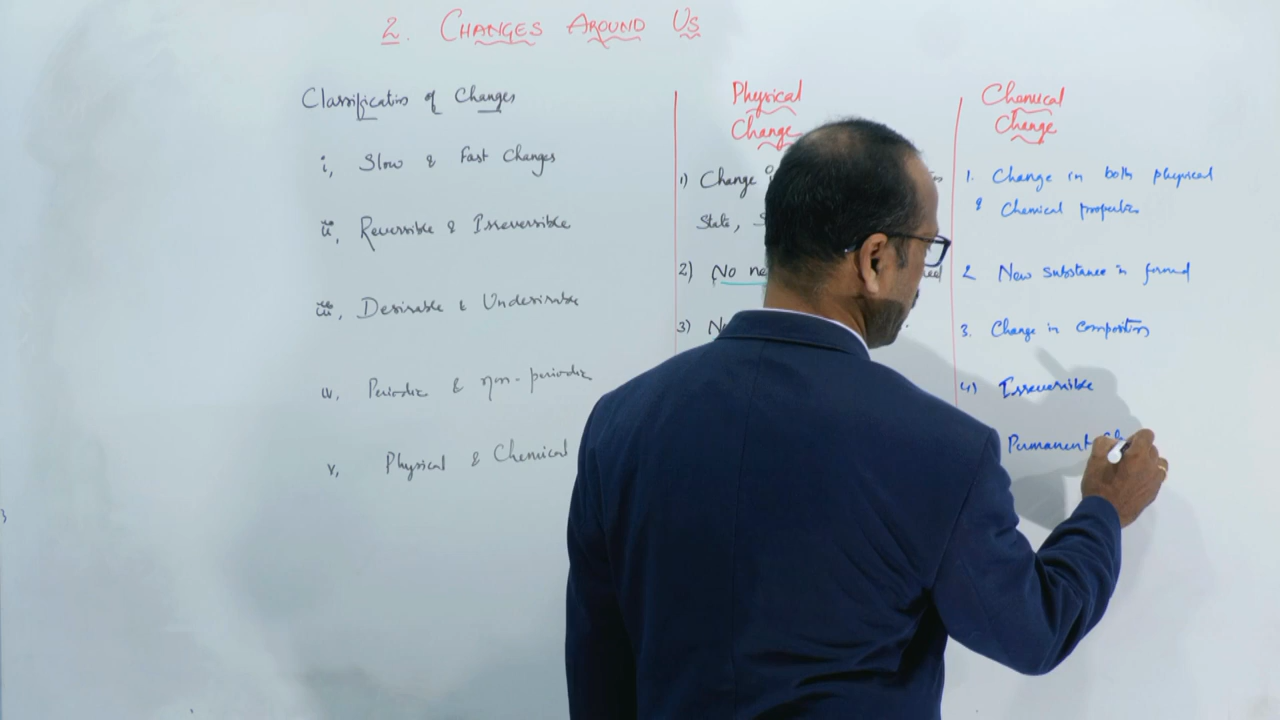 2. CHANGES AROUND US
Classification of Changes
i, Slow & Fast Changes
ii, Reversible & Irreversible
iii, Desirable & Undesirable
iv, Periodic & non-periodic
v, Physical & Chemical
Physical
Change
1) Change
State,
2) No
3)
Chemical
Change
1. Change in both physical
& Chemical properties
2 New substance is formed
3. Change in composition
4) Irreversible
Permanent